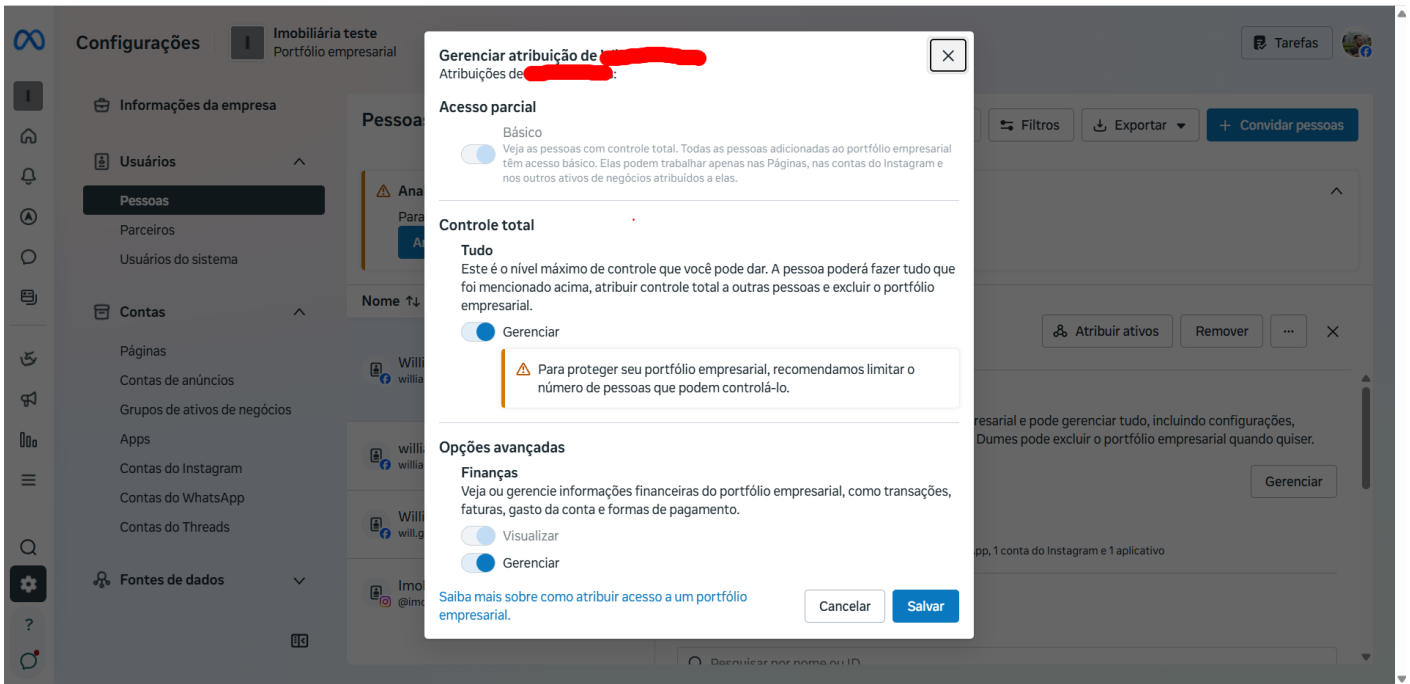 Configurações
I
Imobiliária teste
Portfólio empresarial
Tarefas
I
Informações da empresa
Usuários
Pessoas
Parceiros
Usuários do sistema
Contas
Páginas
Contas de anúncios
Grupos de ativos de negócios
Apps
Contas do Instagram
Contas do WhatsApp
Contas do Threads
Fontes de dados
?
Filtros
Exportar
+ Convidar pessoas
Para
Nome
Atribuir ativos
Remover
...
resarial e pode gerenciar tudo, incluindo configurações,
Dumes pode excluir o portfólio empresarial quando quiser.
Gerenciar
pp, 1 conta do Instagram e 1 aplicativo
Pesquisar por nome ou ID
Gerenciar atribuição de
Atribuições de :
Acesso parcial
Básico
Veja as pessoas com controle total. Todas as pessoas adicionadas ao portfólio empresarial
têm acesso básico. Elas podem trabalhar apenas nas Páginas, nas contas do Instagram e
nos outros ativos de negócios atribuídos a elas.
Controle total
Tudo
Este é o nível máximo de controle que você pode dar. A pessoa poderá fazer tudo que
foi mencionado acima, atribuir controle total a outras pessoas e excluir o portfólio
empresarial.
Gerenciar
Para proteger seu portfólio empresarial, recomendamos limitar o
número de pessoas que podem controlá-lo.
Opções avançadas
Finanças
Veja ou gerencie informações financeiras do portfólio empresarial, como transações,
faturas, gasto da conta e formas de pagamento.
Visualizar
Gerenciar
Saiba mais sobre como atribuir acesso a um portfólio
empresarial.
Cancelar
Salvar